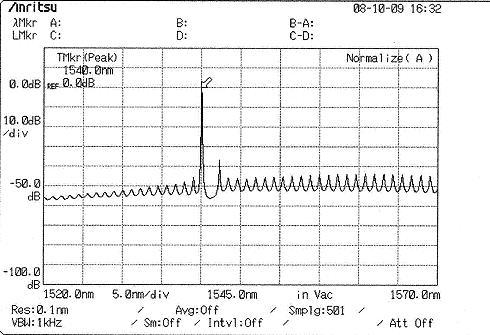 Anritsu 08-10-09 16:32
λMkr A: B: B-A:
LMkr C: D: C-D:
TMkr(Peak) Normalize( A )
1540.0nm
0.0dB REF 0.0dB
10.0dB
/div
-50.0
dB
-100.0
dB
1520.0nm 5.0nm/div 1545.0nm in Vac 1570.0nm
Res:0.1nm / Avg:Off / Smplg:501 /
VBW:1kHz / Sm:Off / Intvl:Off / / Att Off